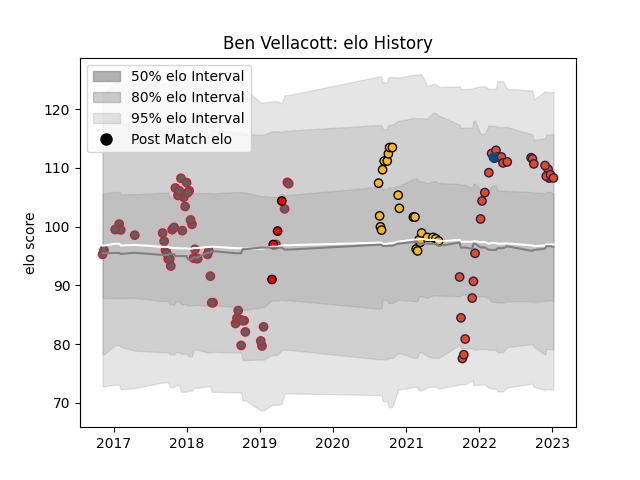 Ben Vellacott: elo History
50% elo Interval
80% elo Interval
95% elo Interval
Post Match elo
elo score
120
110
100
90
80
70
2017 2018 2019 2020 2021 2022 2023